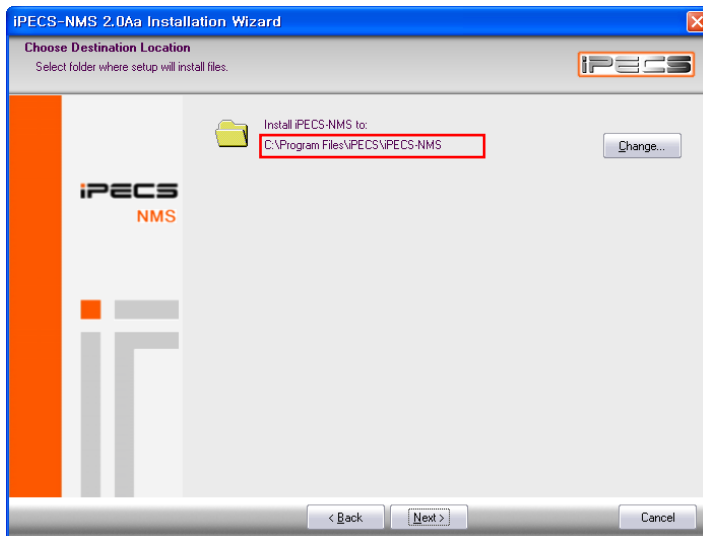 iPECS-NMS 2.0Aa Installation Wizard
Choose Destination Location
Select folder where setup will install files.
iPECS
Install iPECS-NMS to:
C:\Program Files\iPECS\iPECS-NMS
Change...
iPECS
NMS
< Back
Next >
Cancel